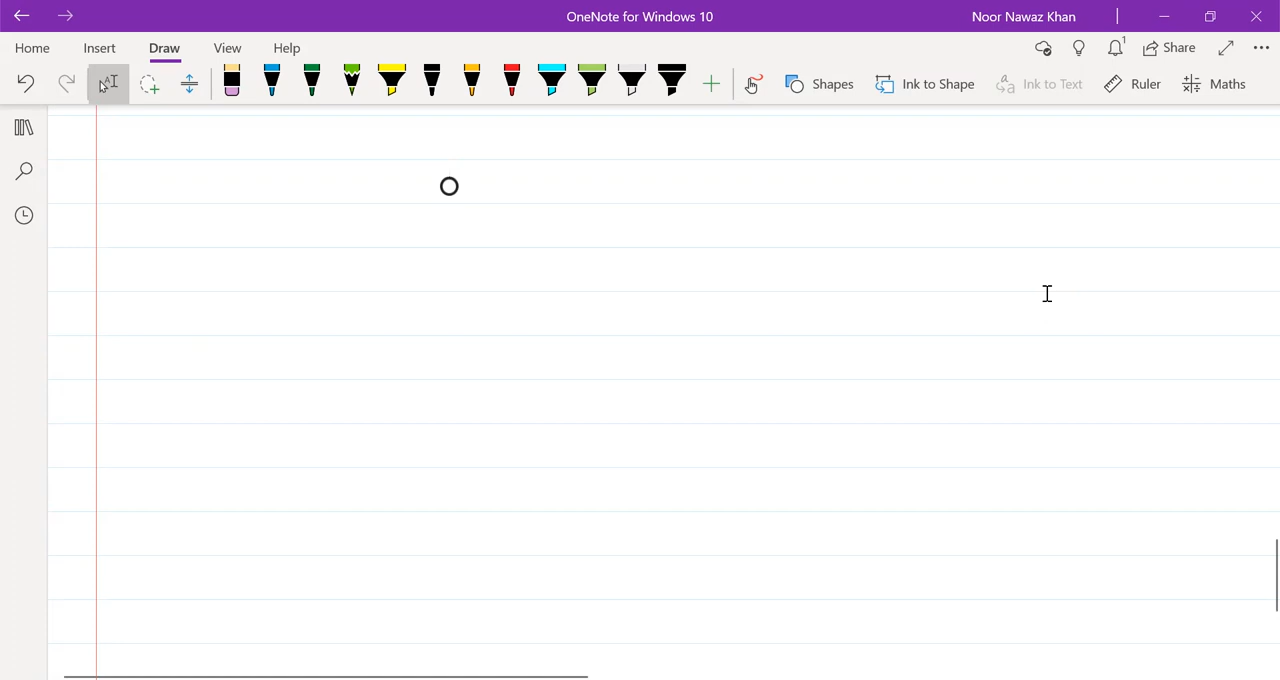 OneNote for Windows 10
Noor Nawaz Khan
Home Insert Draw View Help
1
Share
Shapes
Ink to Shape
Ink to Text
Ruler
Maths